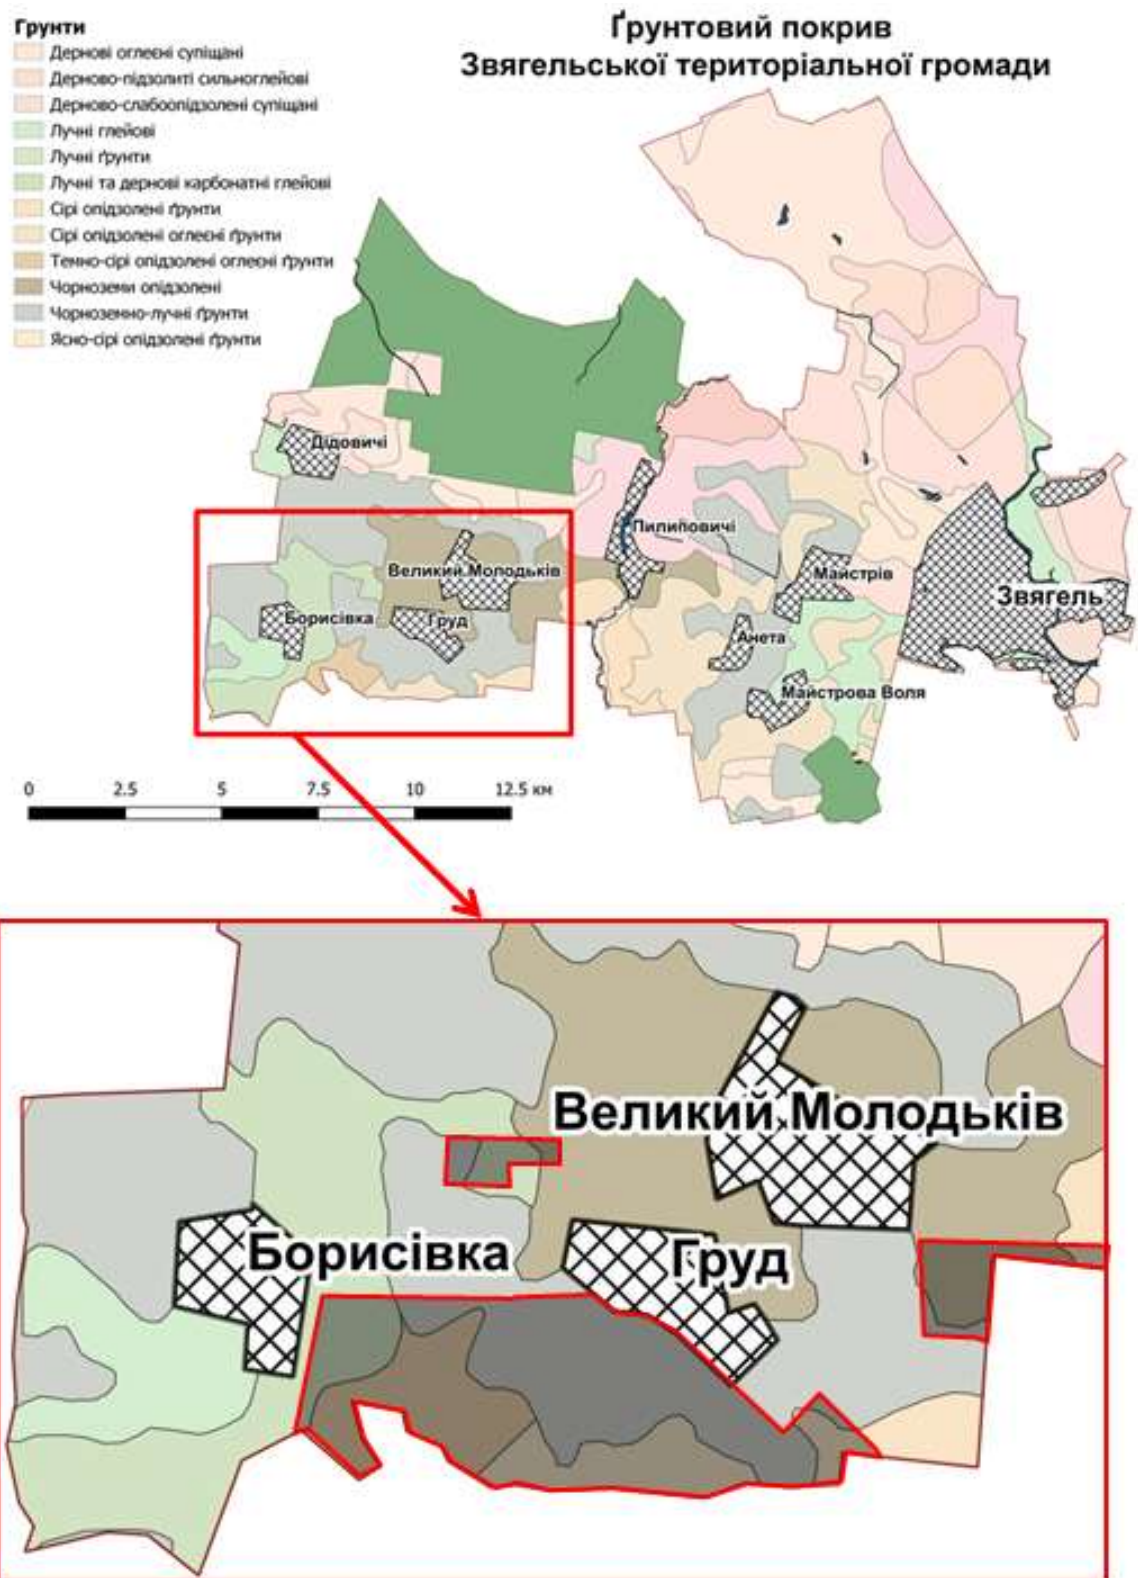 Ґрунтовий покрив
Звягельської територіальної громади
Грунти
Дернові оглеєні супіщані
Дерново-підзолиті сильноглейові
Дерново-слабоопідзолені супіщані
Лучні глейові
Лучні ґрунти
Лучні та дернові карбонатні глейові
Сірі опідзолені ґрунти
Сірі опідзолені оглеєні ґрунти
Темно-сірі опідзолені оглеєні ґрунти
Чорноземи опідзолені
Чорноземно-лучні ґрунти
Ясно-сірі опідзолені ґрунти
Дідовичі
Пилиповичі
Великий Молодьків
Майстрів
Звягель
Борисівка
Груд
Анета
Майстрова Воля
0 2.5 5 7.5 10 12.5 км
Великий Молодьків
Борисівка
Груд